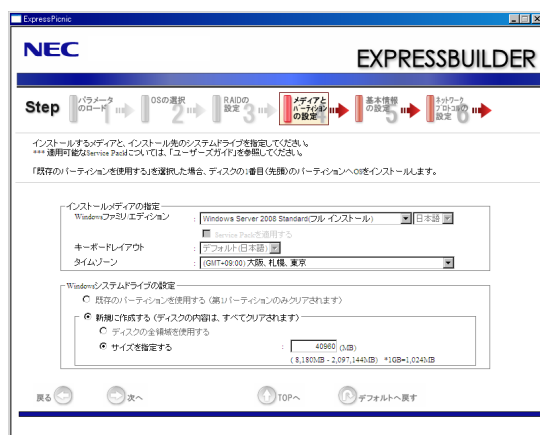 ExpressPicnic
NEC
EXPRESSBUILDER
Step
パラメータのロード 1
OSの選択 2
RAIDの設定 3
メディアとパーティションの設定 4
基本情報の設定 5
ネットワークプロトコルの設定 6
インストールするメディアと、インストール先のシステムドライブを指定してください。
*** 適用可能なService Packについては、「ユーザーズガイド」を参照してください。
「既存のパーティションを使用する」を選択した場合、ディスクの1番目(先頭)のパーティションへOSをインストールします。
インストールメディアの指定
Windowsファミリ/エディション : Windows Server 2008 Standard(フル インストール) 日本語
Service Packを適用する
キーボードレイアウト : デフォルト(日本語)
タイムゾーン : (GMT+09:00) 大阪、札幌、東京
Windowsシステムドライブの設定
既存のパーティションを使用する (第1パーティションのみクリアされます)
新規に作成する (ディスクの内容は、すべてクリアされます)
ディスクの全領域を使用する
サイズを指定する : 40960 (MB)
( 8,180MB - 2,097,144MB) *1GB=1,024MB
戻る 次へ TOPへ デフォルトへ戻す